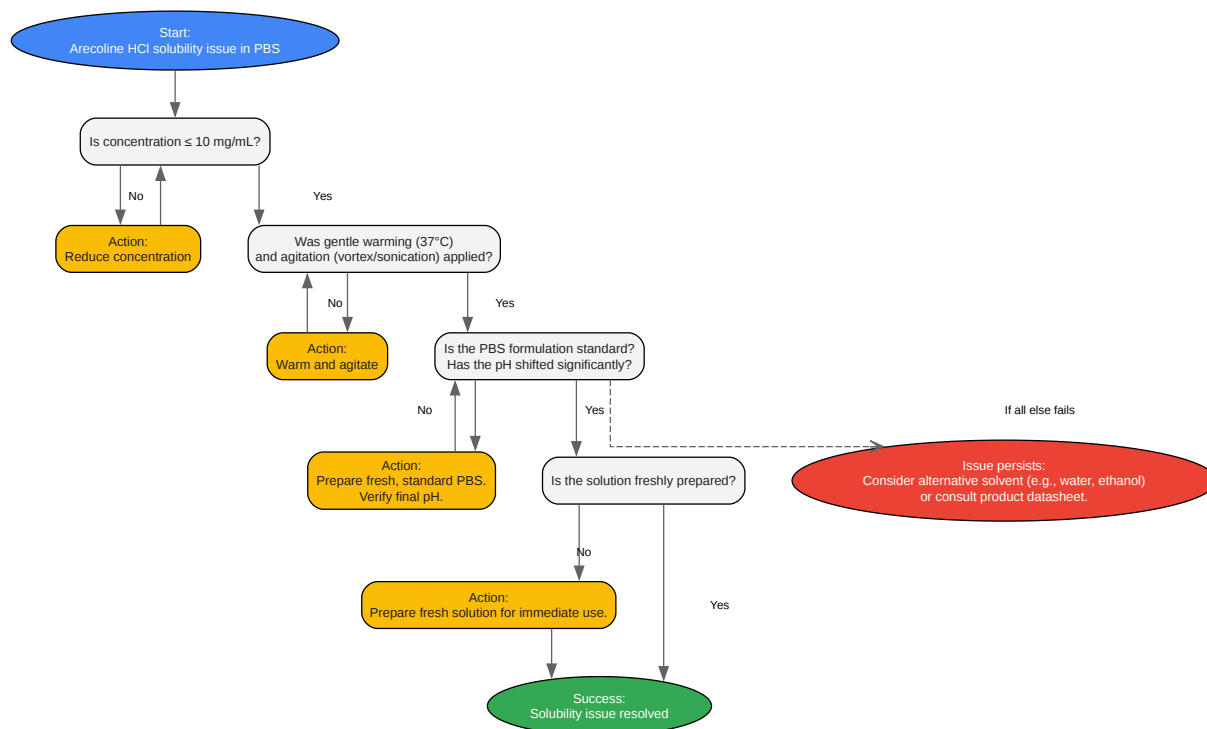 Start:
Arecoline HCl solubility issue in PBS
Is concentration ≤ 10 mg/mL?
No
Yes
Action:
Reduce concentration
Was gentle warming (37°C)
and agitation (vortex/sonication) applied?
No
Yes
Action:
Warm and agitate
Is the PBS formulation standard?
Has the pH shifted significantly?
No
Yes
If all else fails
Action:
Prepare fresh, standard PBS.
Verify final pH.
Is the solution freshly prepared?
Issue persists:
Consider alternative solvent (e.g., water, ethanol)
or consult product datasheet.
No
Yes
Action:
Prepare fresh solution for immediate use.
Success:
Solubility issue resolved